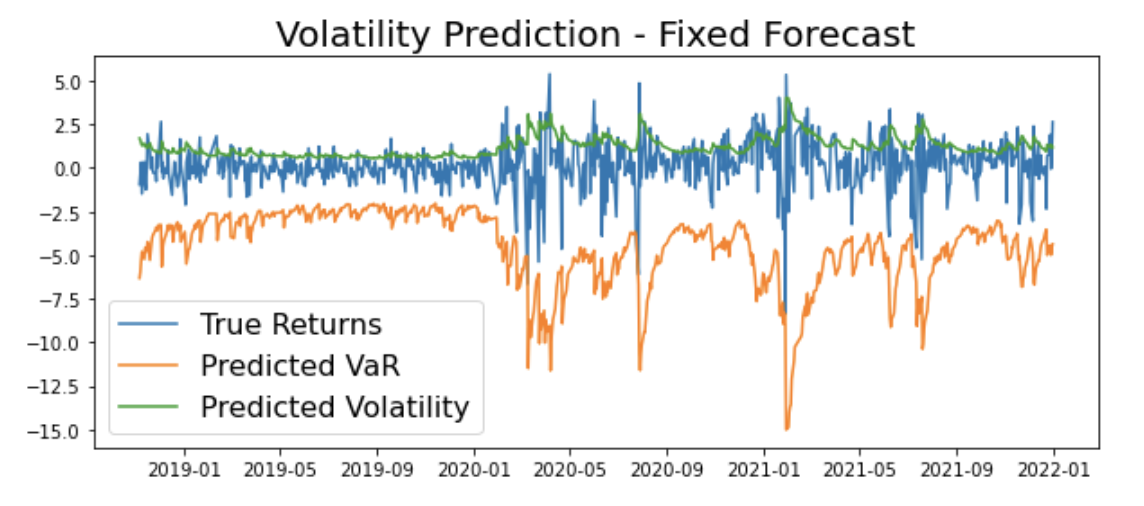 Volatility Prediction - Fixed Forecast
5.0
2.5
0.0
−2.5
−5.0
−7.5
−10.0
−12.5
−15.0
True Returns
Predicted VaR
Predicted Volatility
2019-01 2019-05 2019-09 2020-01 2020-05 2020-09 2021-01 2021-05 2021-09 2022-01